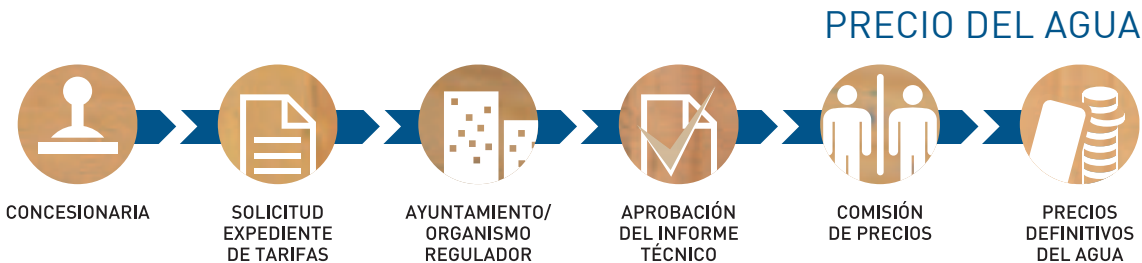 PRECIO DEL AGUA
CONCESIONARIA
SOLICITUD
EXPEDIENTE
DE TARIFAS
AYUNTAMIENTO/
ORGANISMO
REGULADOR
APROBACIÓN
DEL INFORME
TÉCNICO
COMISIÓN
DE PRECIOS
PRECIOS
DEFINITIVOS
DEL AGUA